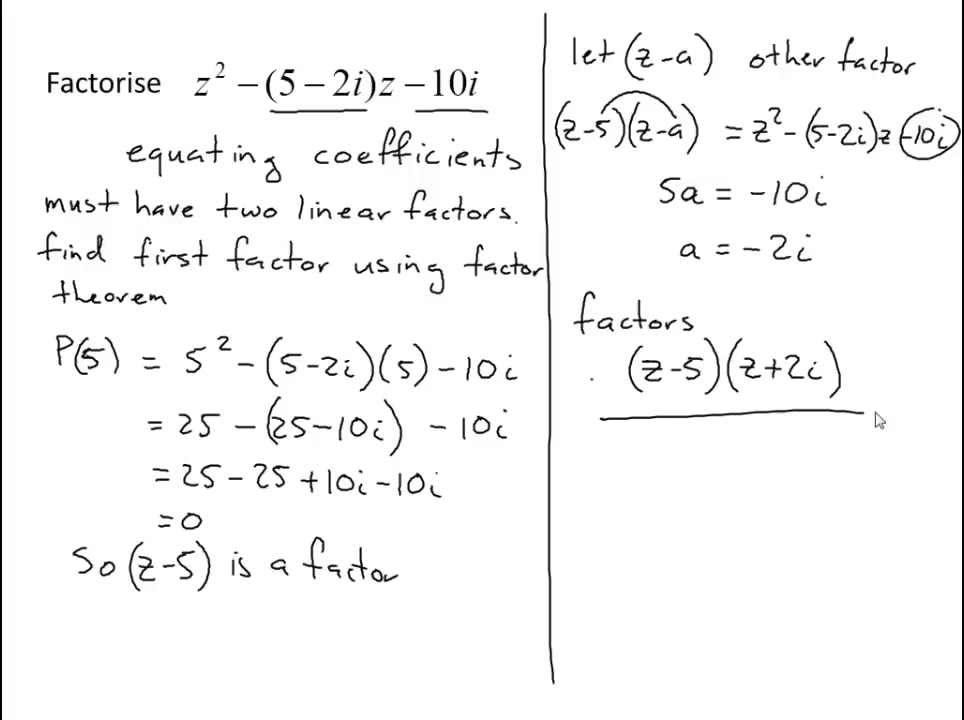 Factorise z² − (5 − 2i)z − 10i
equating coefficients
must have two linear factors.
find first factor using factor
theorem
P(5) = 5² − (5−2i)(5) − 10i
= 25 − (25−10i) − 10i
= 25 − 25 + 10i − 10i
= 0
So (z−5) is a factor
let (z−a) other factor
(z−5)(z−a) = z² − (5−2i)z −10i
5a = −10i
a = −2i
factors
. (z−5)(z+2i)